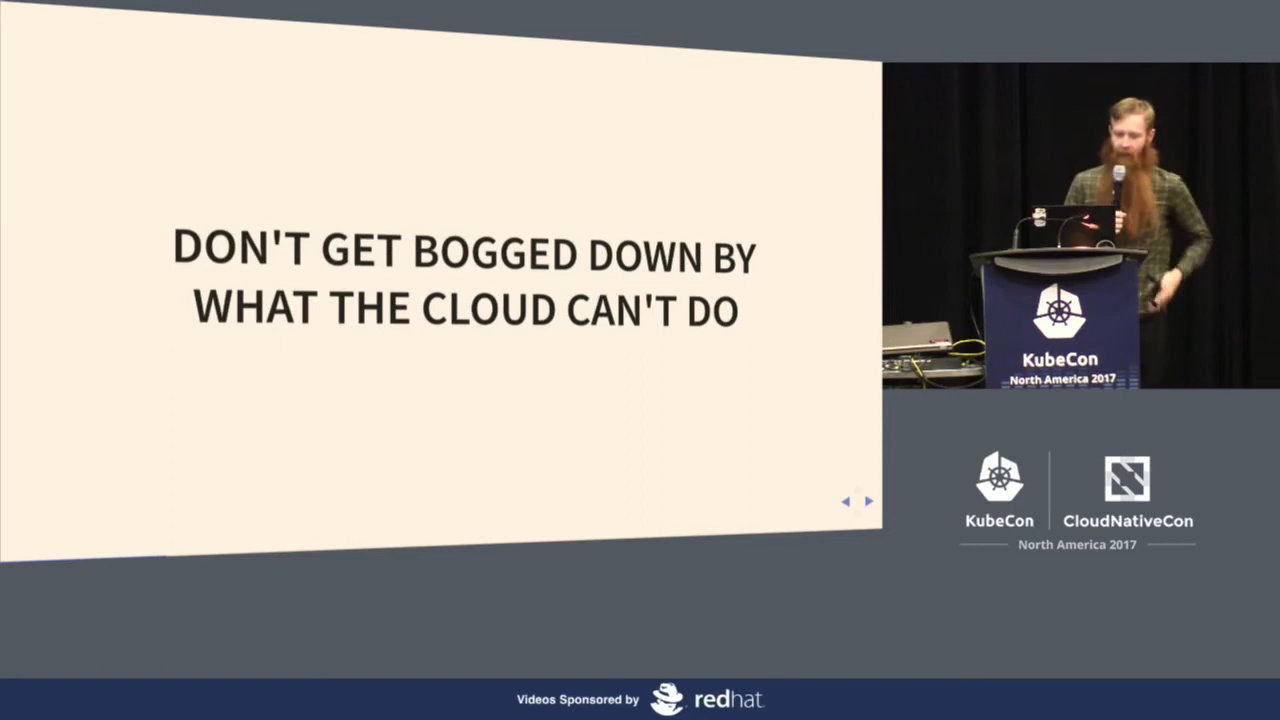 DON'T GET BOGGED DOWN BY
WHAT THE CLOUD CAN'T DO
KubeCon
North America 2017
KubeCon
CloudNativeCon
North America 2017
Videos Sponsored by redhat